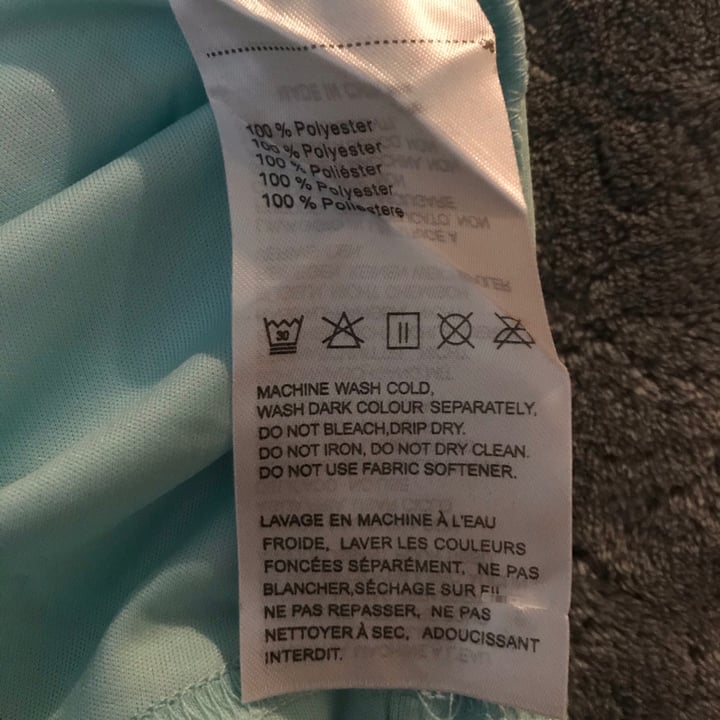 100 % Polyester
100 % Polyester
100 % Poliéster
100 % Polyester
100 % Poliestere
30
MACHINE WASH COLD,
WASH DARK COLOUR SEPARATELY,
DO NOT BLEACH,DRIP DRY.
DO NOT IRON, DO NOT DRY CLEAN.
DO NOT USE FABRIC SOFTENER.
LAVAGE EN MACHINE À L'EAU
FROIDE, LAVER LES COULEURS
FONCÉES SÉPARÉMENT, NE PAS
BLANCHER,SÉCHAGE SUR FIL
NE PAS REPASSER, NE PAS
NETTOYER À SEC, ADOUCISSANT
INTERDIT.